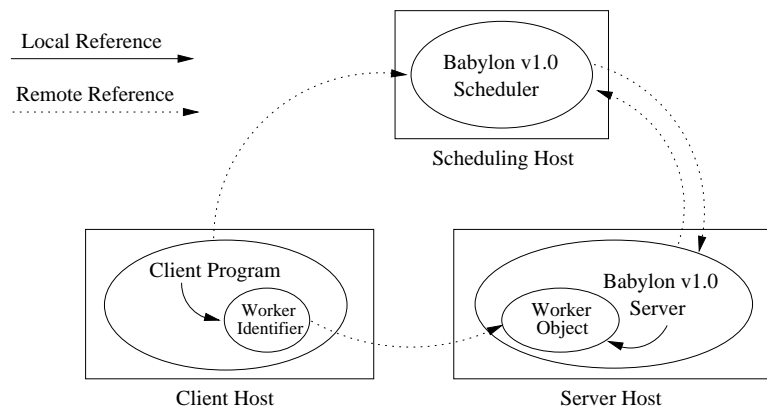 Local Reference
Remote Reference
Babylon v1.0
Scheduler
Scheduling Host
Client Program
Worker
Identifier
Client Host
Babylon v1.0
Server
Worker
Object
Server Host